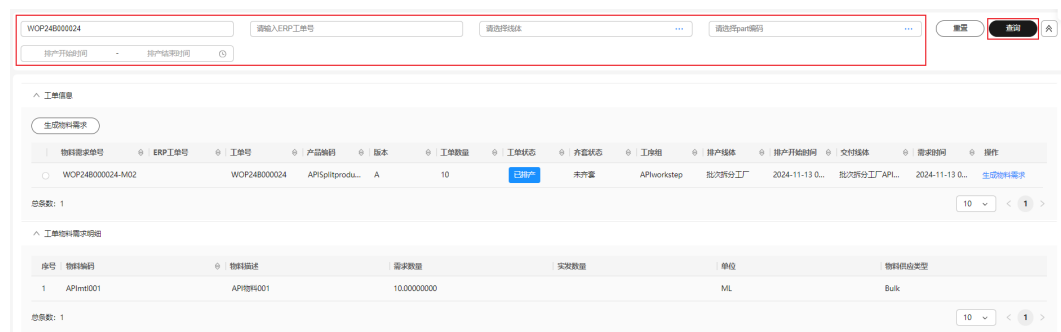 WOP24B000024 请输入ERP工单号 请选择线体 ... 请选择part编码 ... 重置 查询
排产开始时间 - 排产结束时间
工单信息
生成物料需求
物料需求单号 ERP工单号 工单号 产品编码 版本 工单数量 工单状态 齐套状态 工序组 排产线体 排产开始时间 交付线体 需求时间 操作
WOP24B000024-M02 WOP24B000024 APISplitprodu... A 10 已排产 未齐套 APIworkstep 批次拆分工厂 2024-11-13 0... 批次拆分工厂API... 2024-11-13 0... 生成物料需求
总条数: 1 10 < 1 >
工单物料需求明细
序号 物料编码 物料描述 需求数量 实发数量 单位 物料供应类型
1 APImtl001 API物料001 10.00000000 ML Bulk
总条数: 1 10 < 1 >